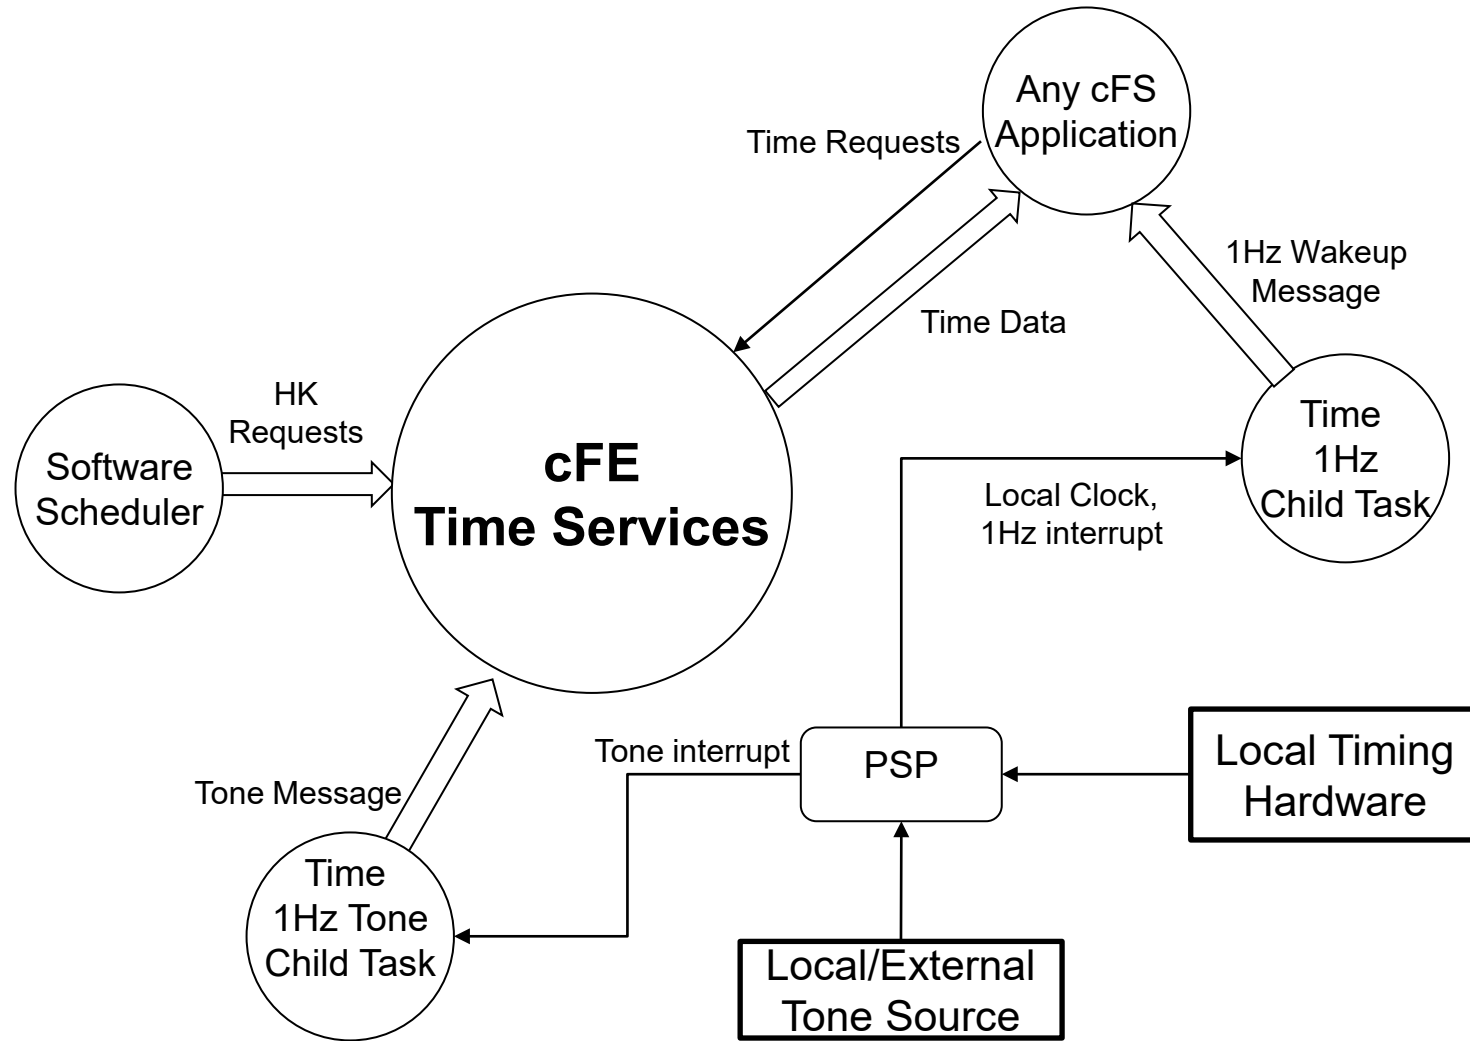 Any cFS
Application
Time Requests
1Hz Wakeup
Message
Time Data
HK
Requests
Software
Scheduler
cFE
Time Services
Time
1Hz
Child Task
Local Clock,
1Hz interrupt
Tone interrupt
PSP
Local Timing
Hardware
Tone Message
Time
1Hz Tone
Child Task
Local/External
Tone Source